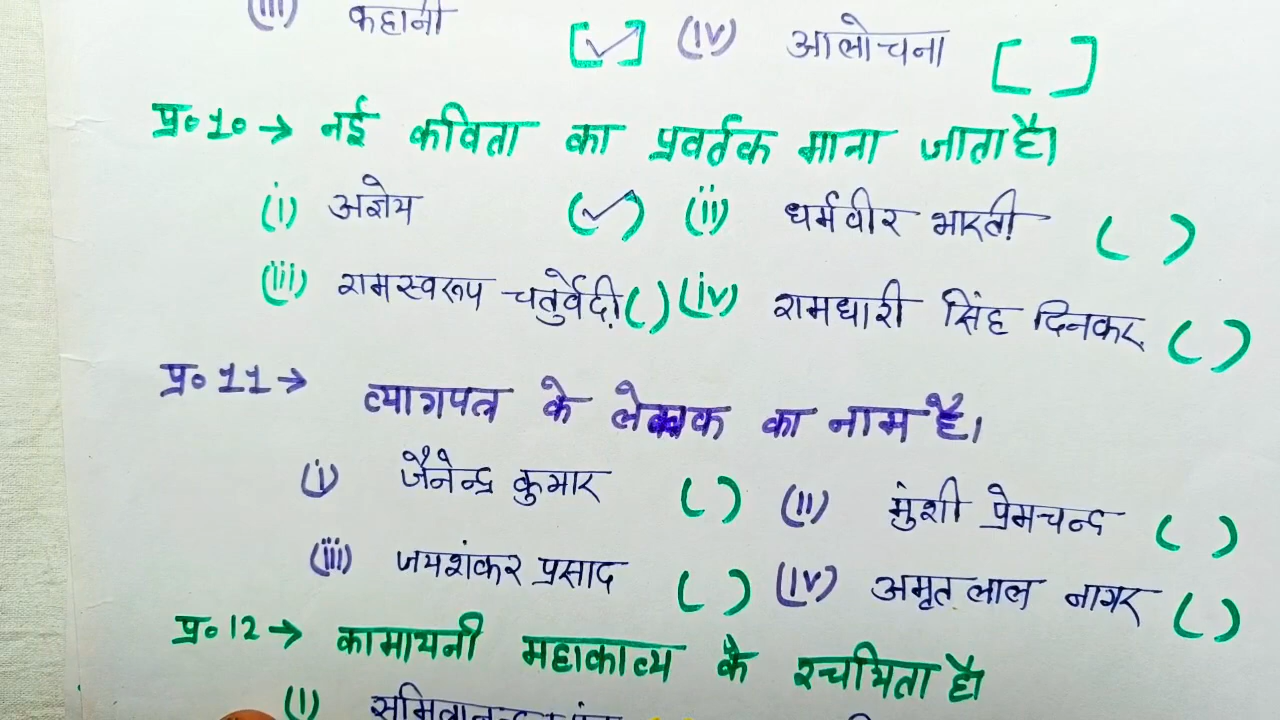 (iii) कहानी [✓] (iv) आलोचना [ ]
प्र० 10 → नई कविता का प्रवर्तक माना जाता है।
(i) अज्ञेय (✓) (ii) धर्मवीर भारती ( )
(iii) रामस्वरूप चतुर्वेदी ( ) (iv) रामधारी सिंह दिनकर ( )
प्र० 11 → त्यागपत्र के लेखक का नाम है।
(i) जैनेन्द्र कुमार ( ) (ii) मुंशी प्रेमचन्द ( )
(iii) जयशंकर प्रसाद ( ) (iv) अमृत लाल नागर ( )
प्र० 12 → कामायनी महाकाव्य के रचयिता है।
(i)